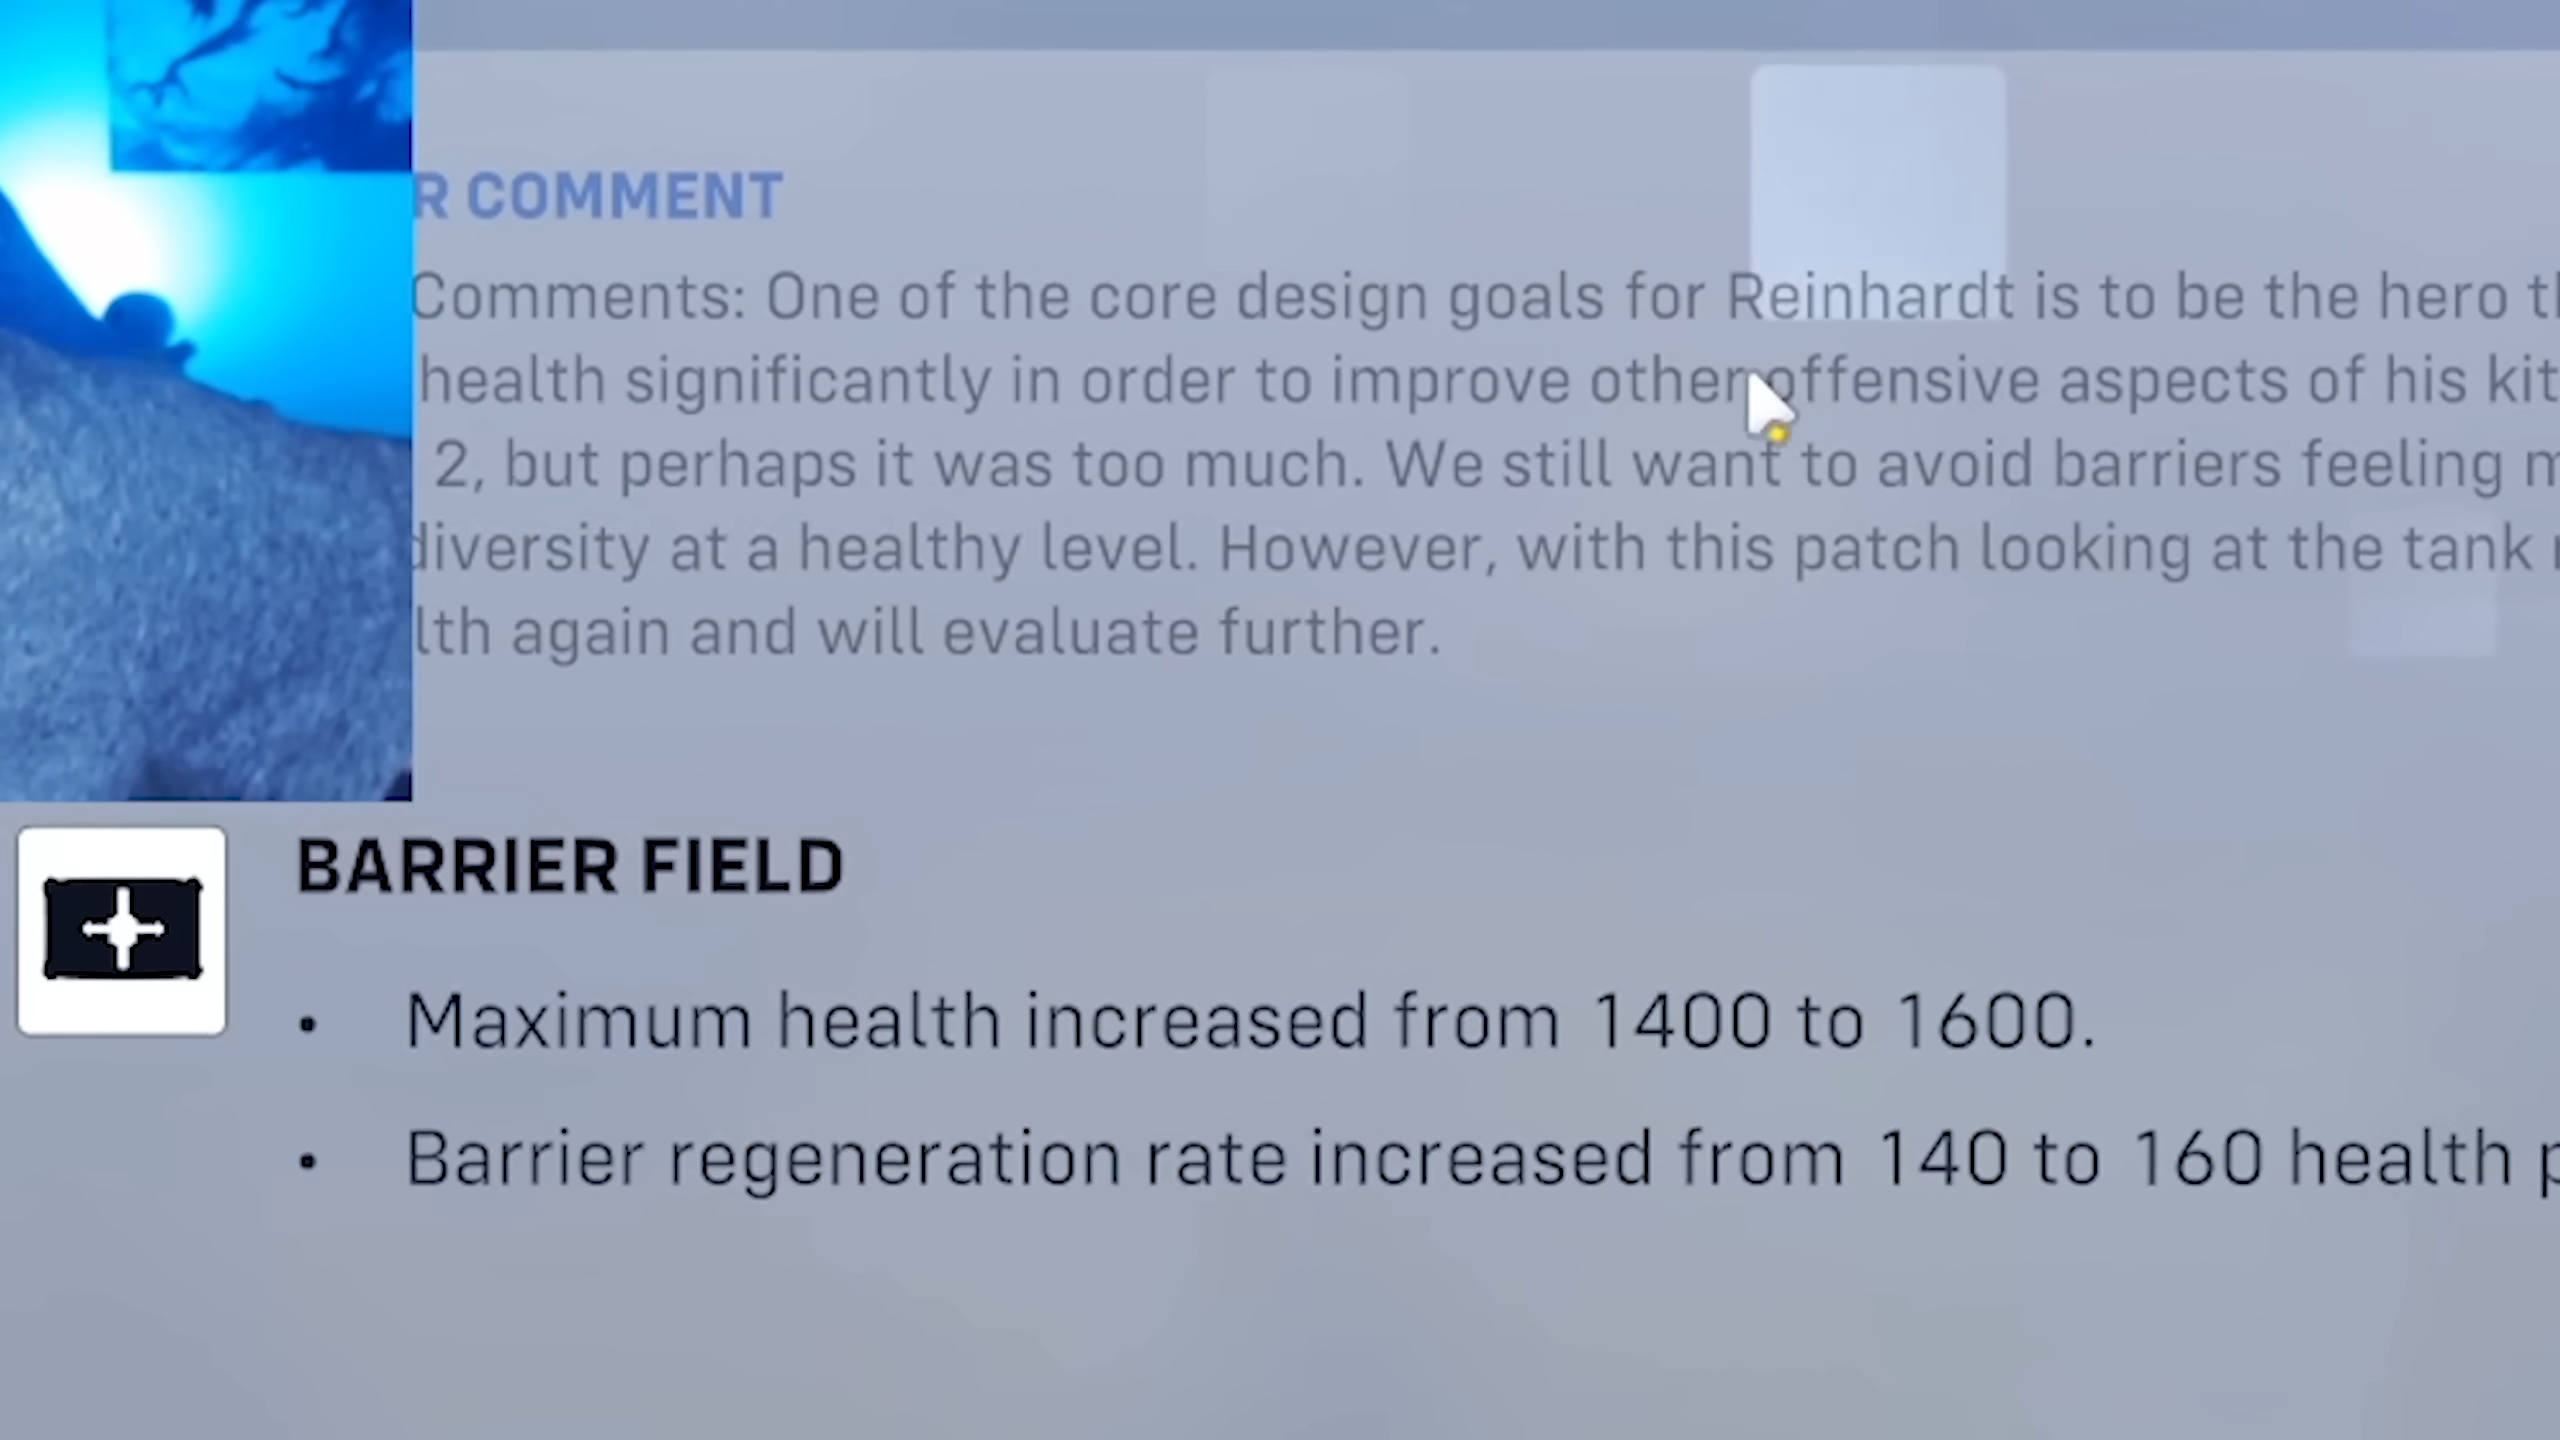 R COMMENT
Comments: One of the core design goals for Reinhardt is to be the hero
health significantly in order to improve other offensive aspects of his kit
2, but perhaps it was too much. We still want to avoid barriers feeling
diversity at a healthy level. However, with this patch looking at the tank
lth again and will evaluate further.
BARRIER FIELD
• Maximum health increased from 1400 to 1600.
• Barrier regeneration rate increased from 140 to 160 health